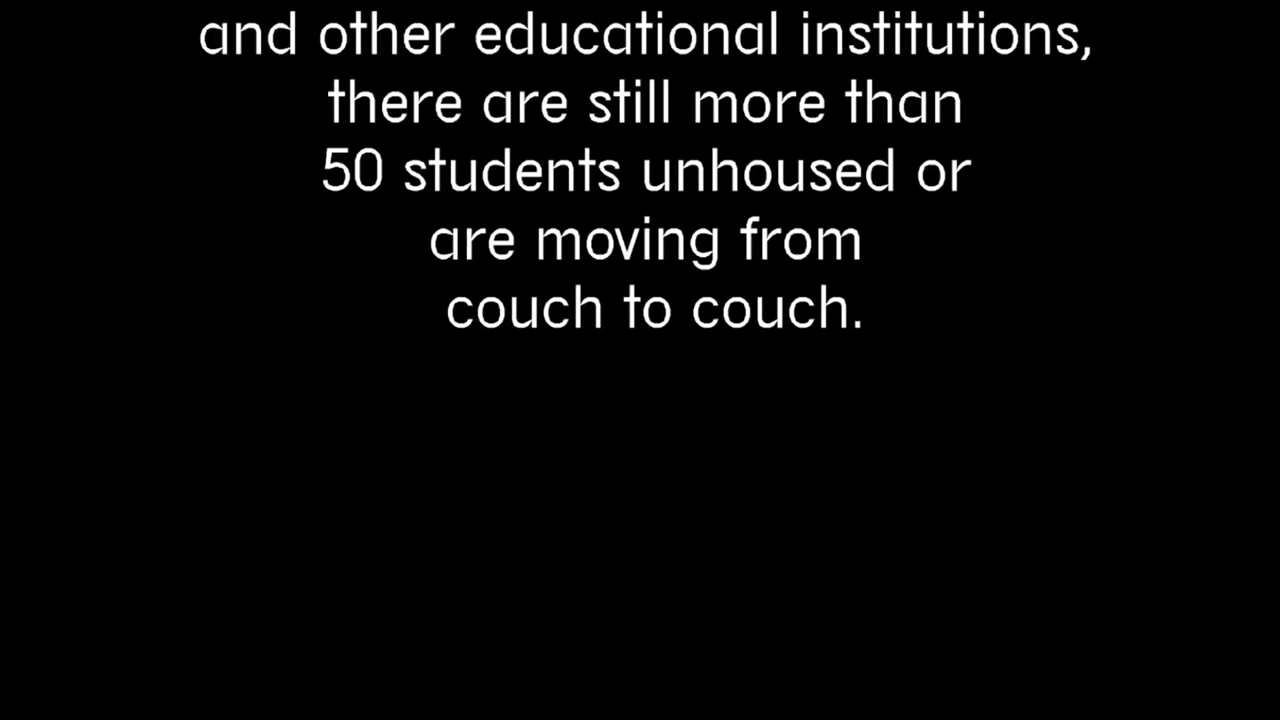 and other educational institutions,
there are still more than
50 students unhoused or
are moving from
couch to couch.